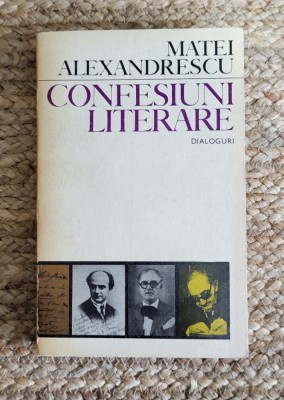 MATEI
ALEXANDRESCU
CONFESIUNI
LITERARE
DIALOGURI